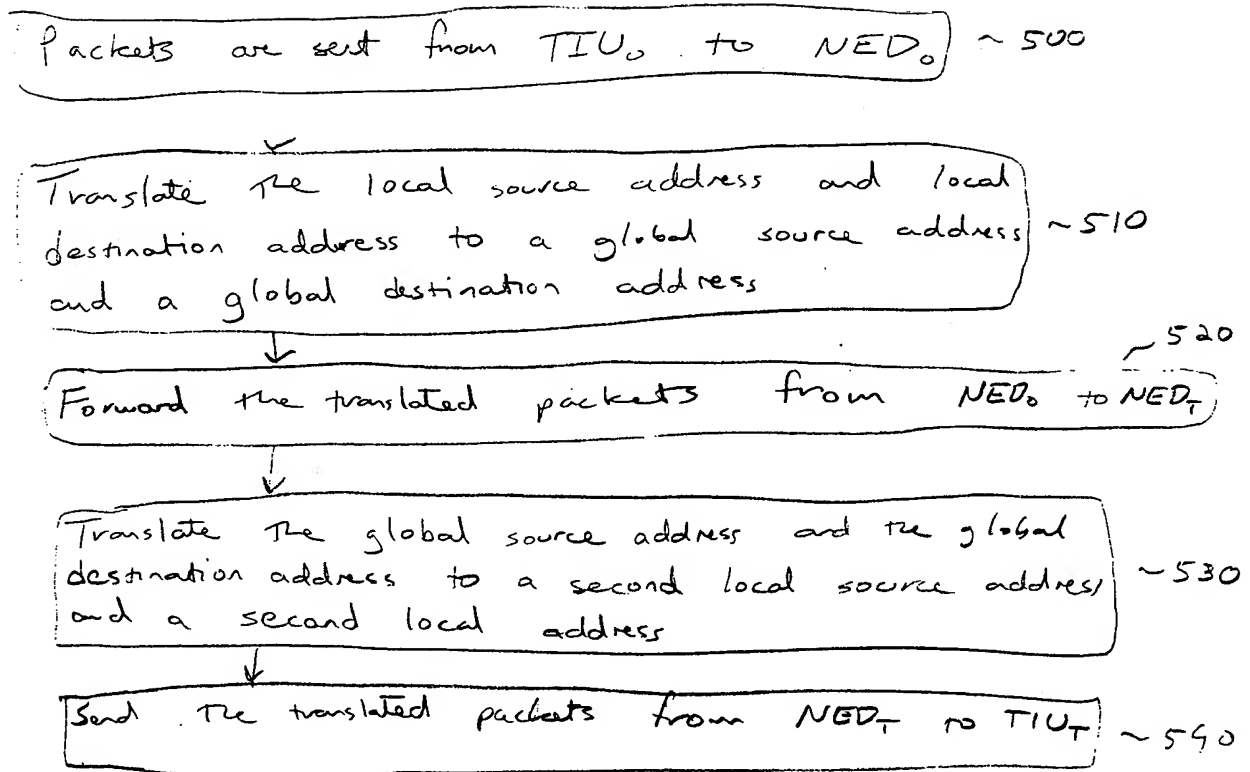 Packets are sent from TIU₀ to NED₀ ~ 500
Translate the local source address and local
destination address to a global source address ~510
and a global destination address
520
Forward the translated packets from NED₀ to NED_T
Translate the global source address and the global
destination address to a second local source address ~530
and a second local address
Send the translated packets from NED_T to TIU_T ~ 540